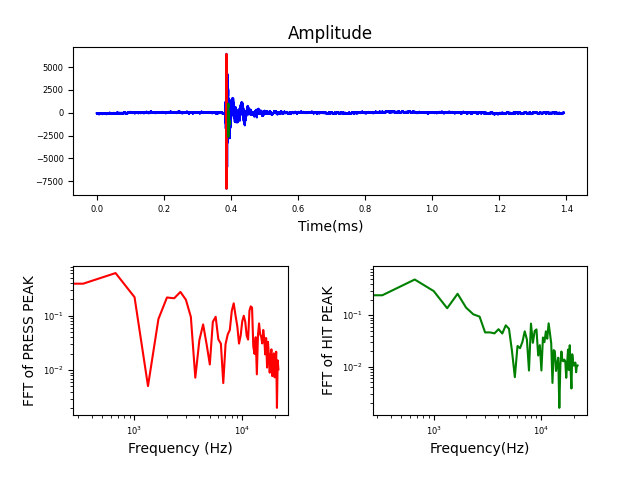 Amplitude
5000
2500
0
−2500
−5000
−7500
0.0 0.2 0.4 0.6 0.8 1.0 1.2 1.4
Time(ms)
FFT of PRESS PEAK
10⁻¹
10⁻²
10³ 10⁴
Frequency (Hz)
FFT of HIT PEAK
10⁻¹
10⁻²
10³ 10⁴
Frequency(Hz)